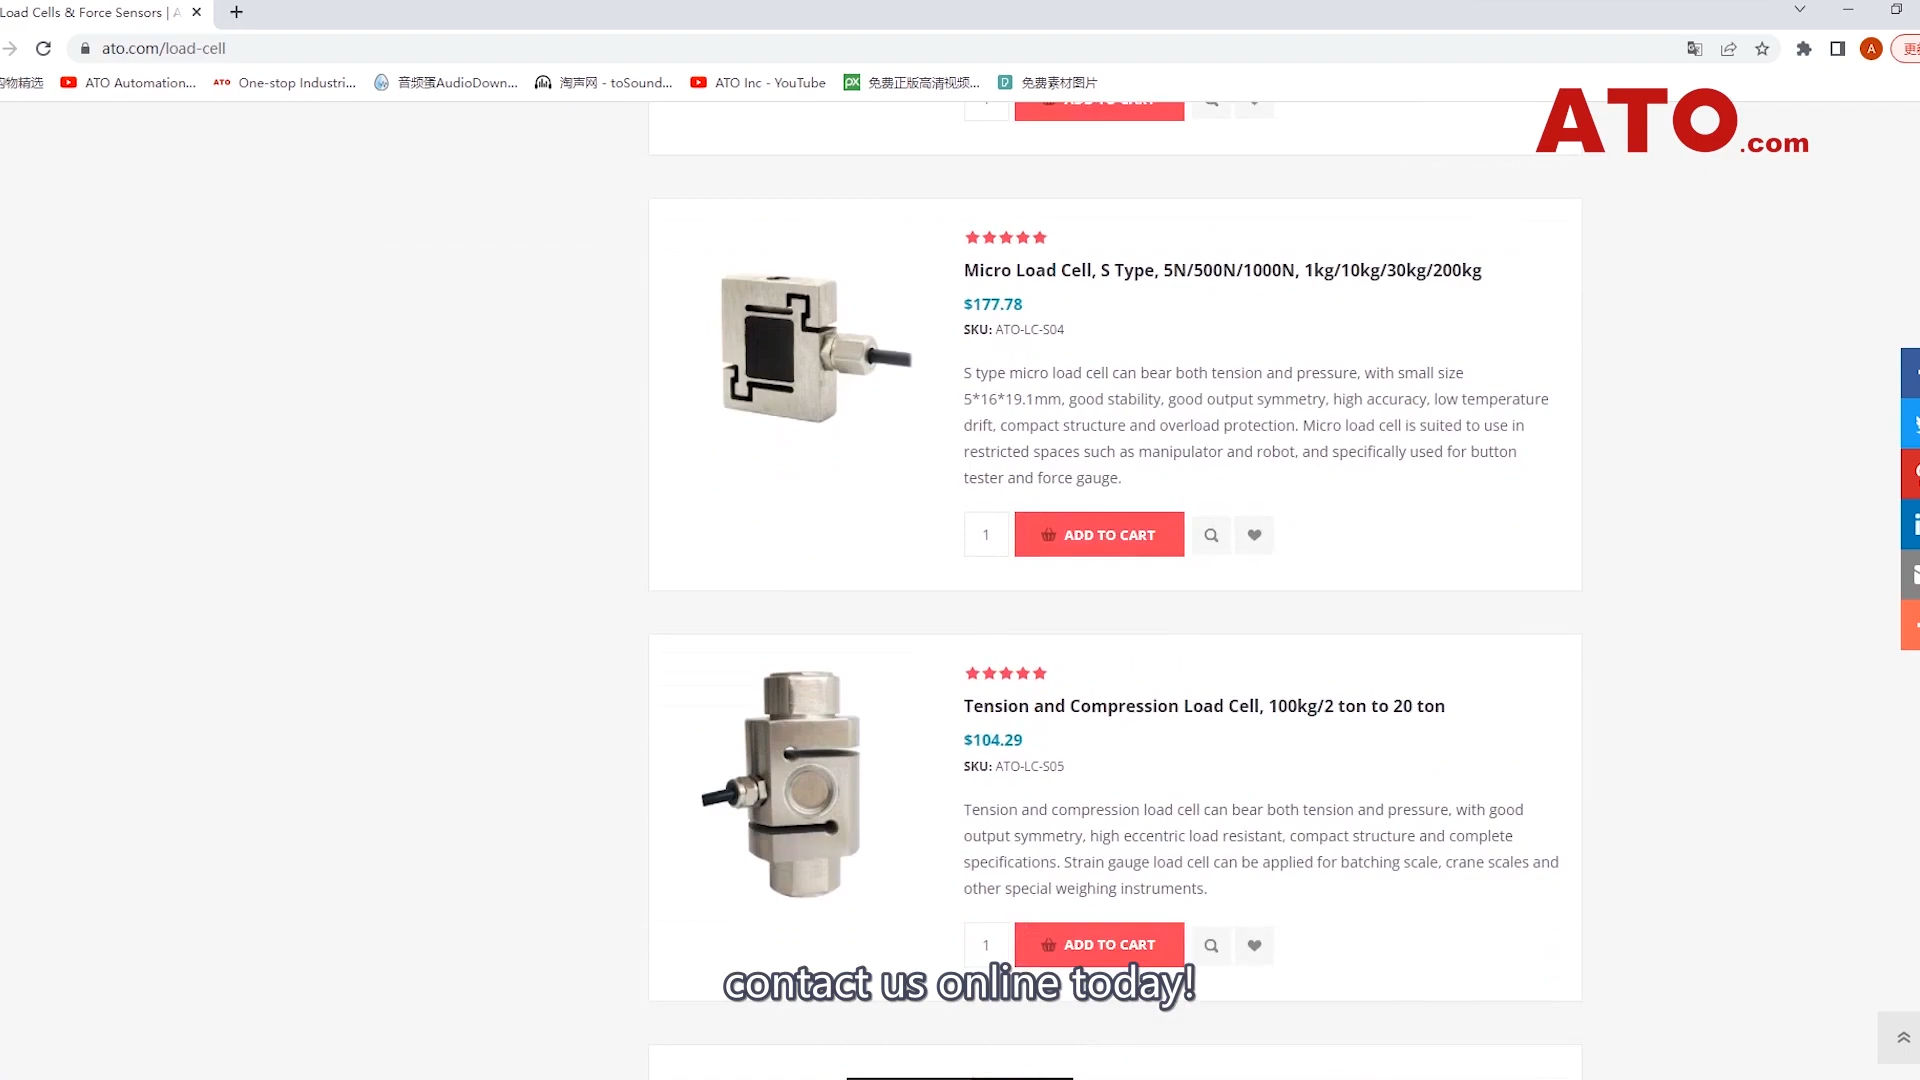 Load Cells & Force Sensors | A
ato.com/load-cell
更
购物精选
ATO Automation...
ATO One-stop Industri...
音频蛋AudioDown...
淘声网 - toSound...
ATO Inc - YouTube
免费正版高清视频...
免费素材图片
ADD TO CART
ATO.com
Micro Load Cell, S Type, 5N/500N/1000N, 1kg/10kg/30kg/200kg
$177.78
SKU: ATO-LC-S04
S type micro load cell can bear both tension and pressure, with small size
5*16*19.1mm, good stability, good output symmetry, high accuracy, low temperature
drift, compact structure and overload protection. Micro load cell is suited to use in
restricted spaces such as manipulator and robot, and specifically used for button
tester and force gauge.
1 ADD TO CART
Tension and Compression Load Cell, 100kg/2 ton to 20 ton
$104.29
SKU: ATO-LC-S05
Tension and compression load cell can bear both tension and pressure, with good
output symmetry, high eccentric load resistant, compact structure and complete
specifications. Strain gauge load cell can be applied for batching scale, crane scales and
other special weighing instruments.
1 ADD TO CART
contact us online today!